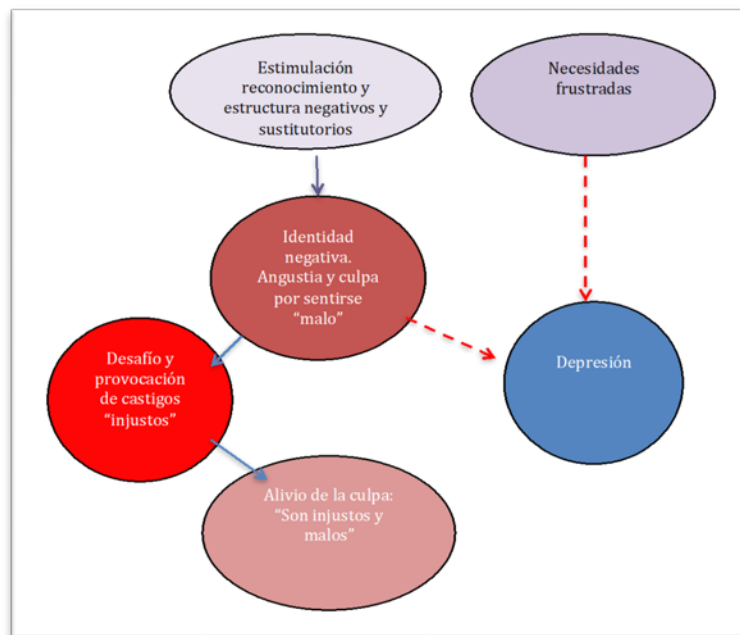 Estimulación
reconocimiento y
estructura negativos y
sustitutorios
Necesidades
frustradas
Identidad
negativa.
Angustia y culpa
por sentirse
“malo”
Desafío y
provocación
de castigos
“injustos”
Depresión
Alivio de la culpa:
“Son injustos y
malos”